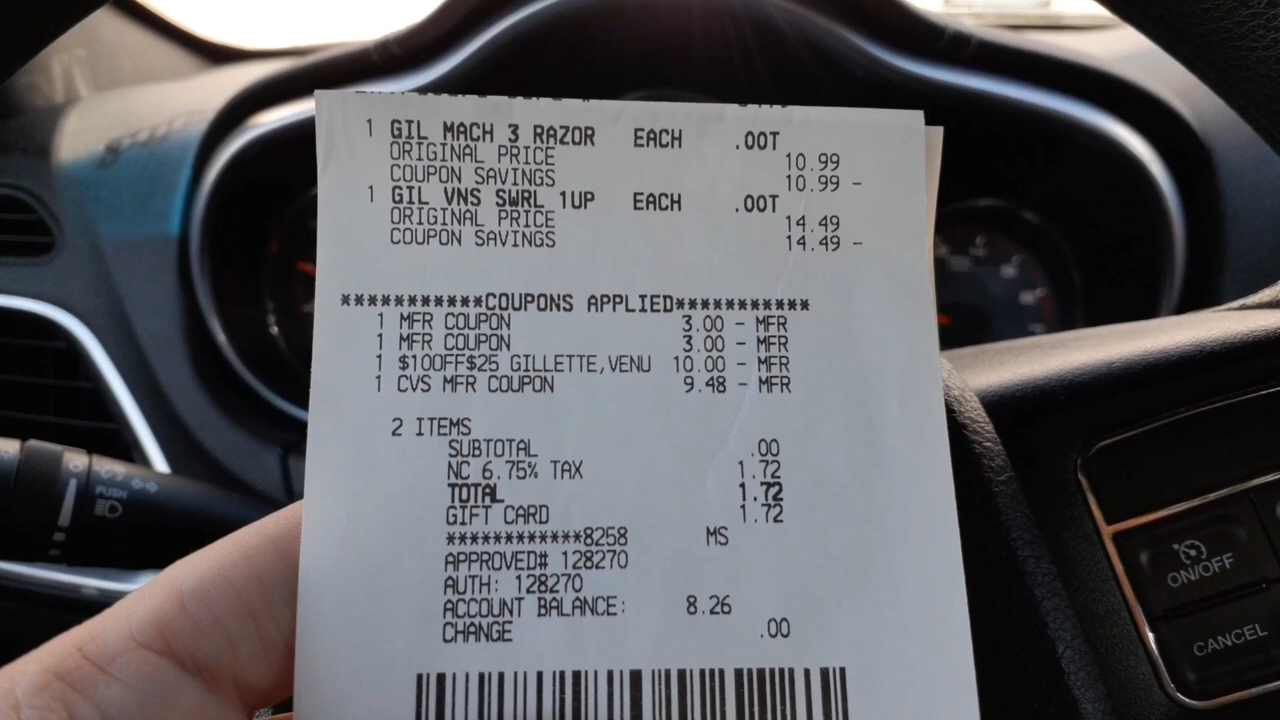 1 GIL MACH 3 RAZOR EACH .00T
ORIGINAL PRICE 10.99
COUPON SAVINGS 10.99 -
1 GIL VNS SWRL 1UP EACH .00T
ORIGINAL PRICE 14.49
COUPON SAVINGS 14.49 -
***********COUPONS APPLIED***********
1 MFR COUPON 3.00 - MFR
1 MFR COUPON 3.00 - MFR
1 $10OFF$25 GILLETTE,VENU 10.00 - MFR
1 CVS MFR COUPON 9.48 - MFR
2 ITEMS
SUBTOTAL .00
NC 6.75% TAX 1.72
TOTAL 1.72
GIFT CARD 1.72
************8258 MS
APPROVED# 128270
AUTH: 128270
ACCOUNT BALANCE: 8.26
CHANGE .00
PUSH
ON/OFF
CANCEL